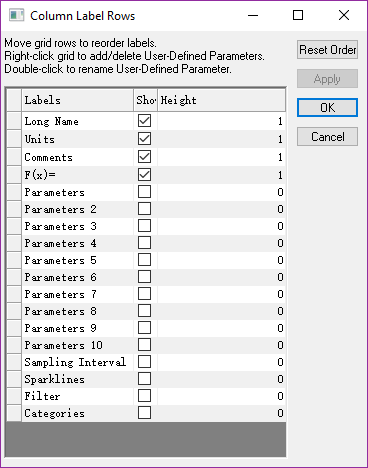 Column Label Rows
Move grid rows to reorder labels.
Right-click grid to add/delete User-Defined Parameters.
Double-click to rename User-Defined Parameter.
Reset Order
Apply
OK
Cancel
Labels Sho Height
Long Name 1
Units 1
Comments 1
F(x)= 1
Parameters 0
Parameters 2 0
Parameters 3 0
Parameters 4 0
Parameters 5 0
Parameters 6 0
Parameters 7 0
Parameters 8 0
Parameters 9 0
Parameters 10 0
Sampling Interval 0
Sparklines 0
Filter 0
Categories 0